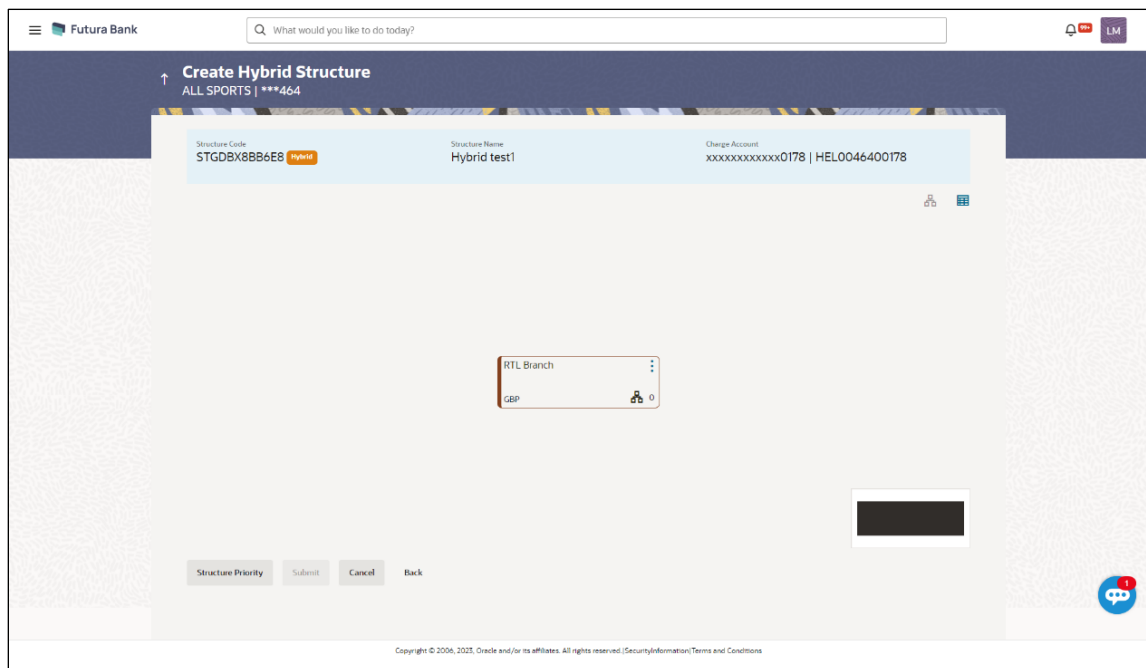 Futura Bank
What would you like to do today?
99+
LM
Create Hybrid Structure
ALL SPORTS | ***464
Structure Code
STGDBX8BB6E8 Hybrid
Structure Name
Hybrid test1
Charge Account
xxxxxxxxxxxx0178 | HEL0046400178
RTL Branch
GBP
0
Structure Priority
Submit
Cancel
Back
1
Copyright © 2006, 2023, Oracle and/or its affiliates. All rights reserved.|SecurityInformation|Terms and Conditions